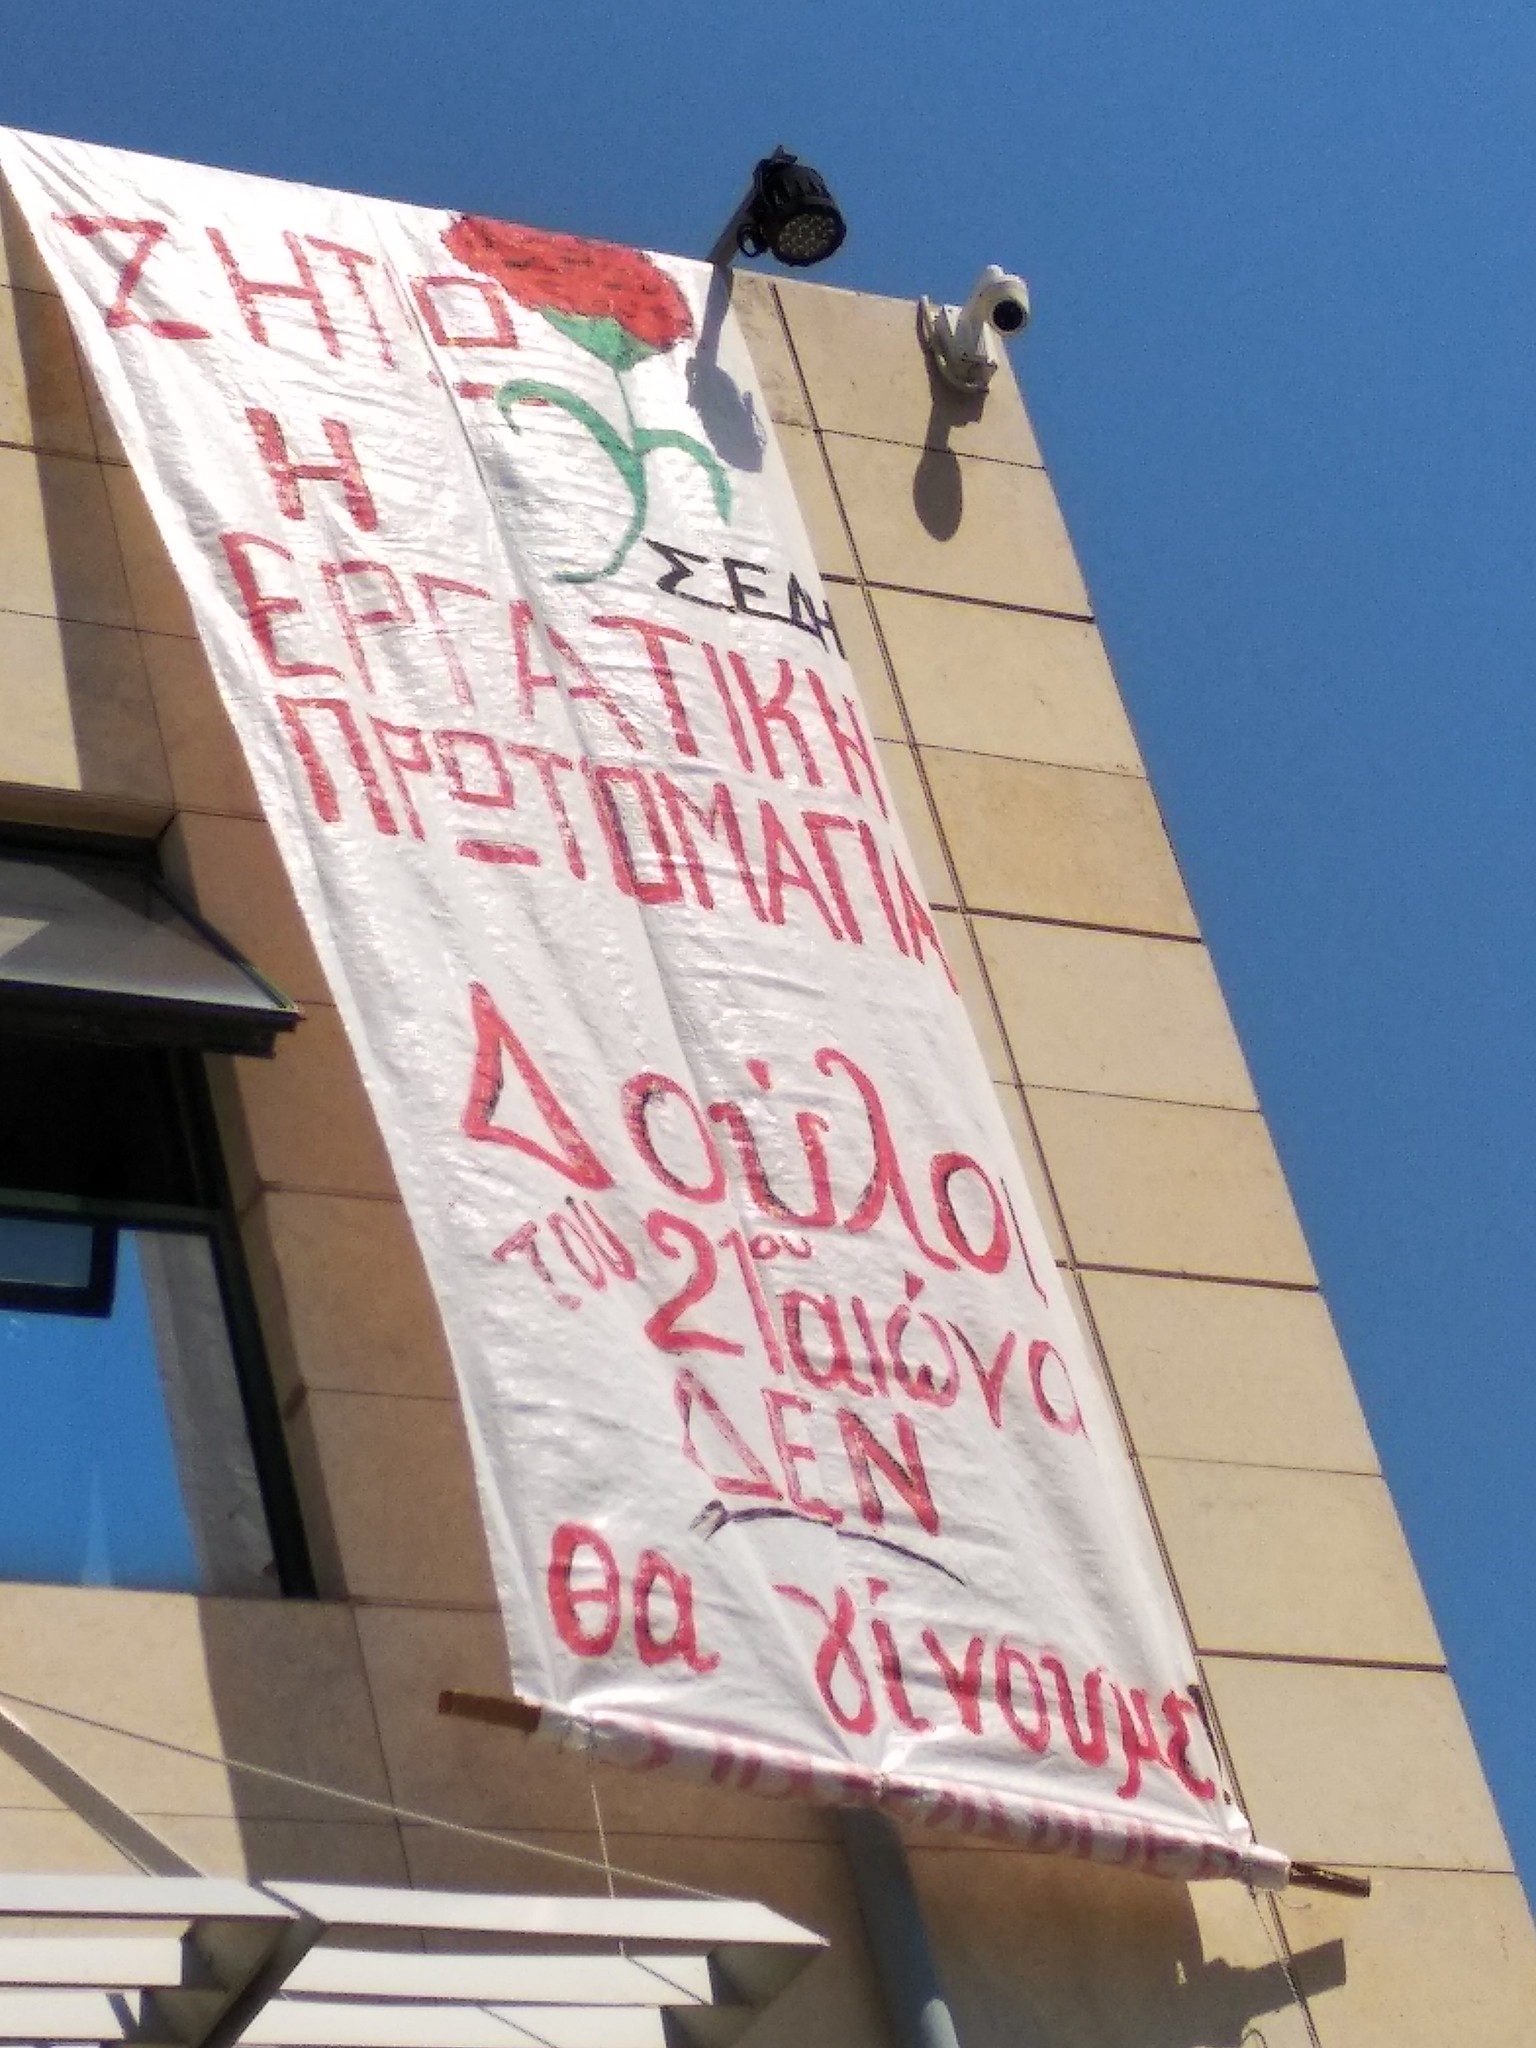 ΖΗΤΩ
Η
ΣΕΔΗ
ΕΡΓΑΤΙΚΗ
ΠΡΩΤΟΜΑΓΙΑ
Δούλοι
του 21ου αιώνα
ΔΕΝ
θα γίνουμε!